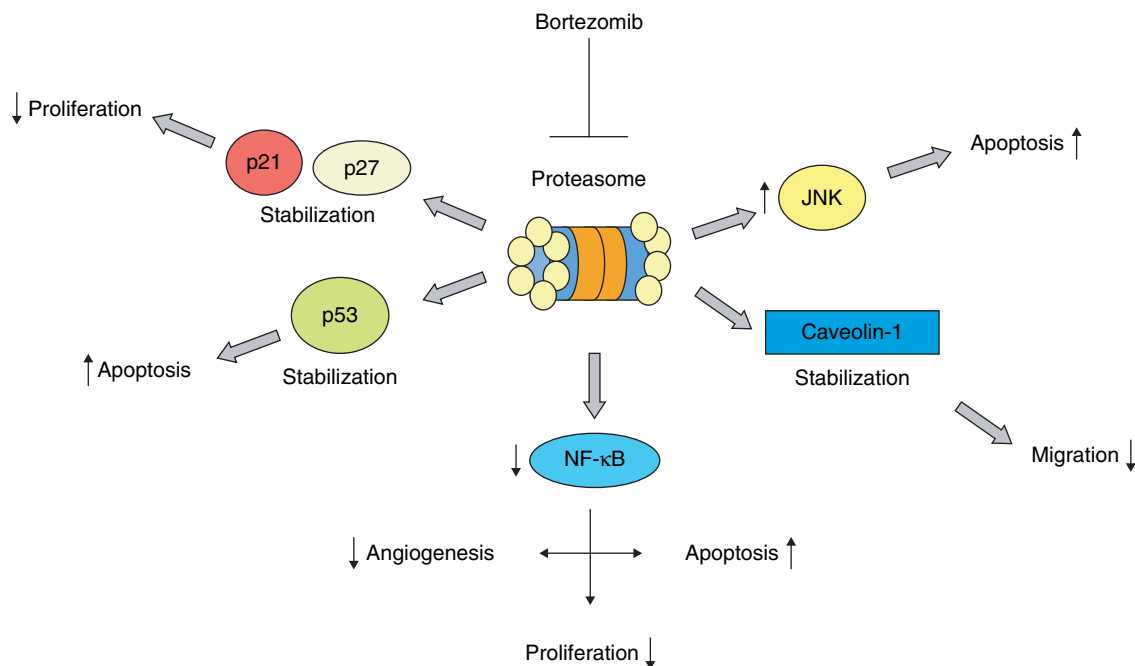 Bortezomib
↓ Proliferation
p21
p27
Stabilization
Proteasome
↑ JNK
Apoptosis ↑
p53
Stabilization
↑ Apoptosis
Caveolin-1
Stabilization
Migration ↓
↓ NF-κB
↓ Angiogenesis
Apoptosis ↑
Proliferation ↓